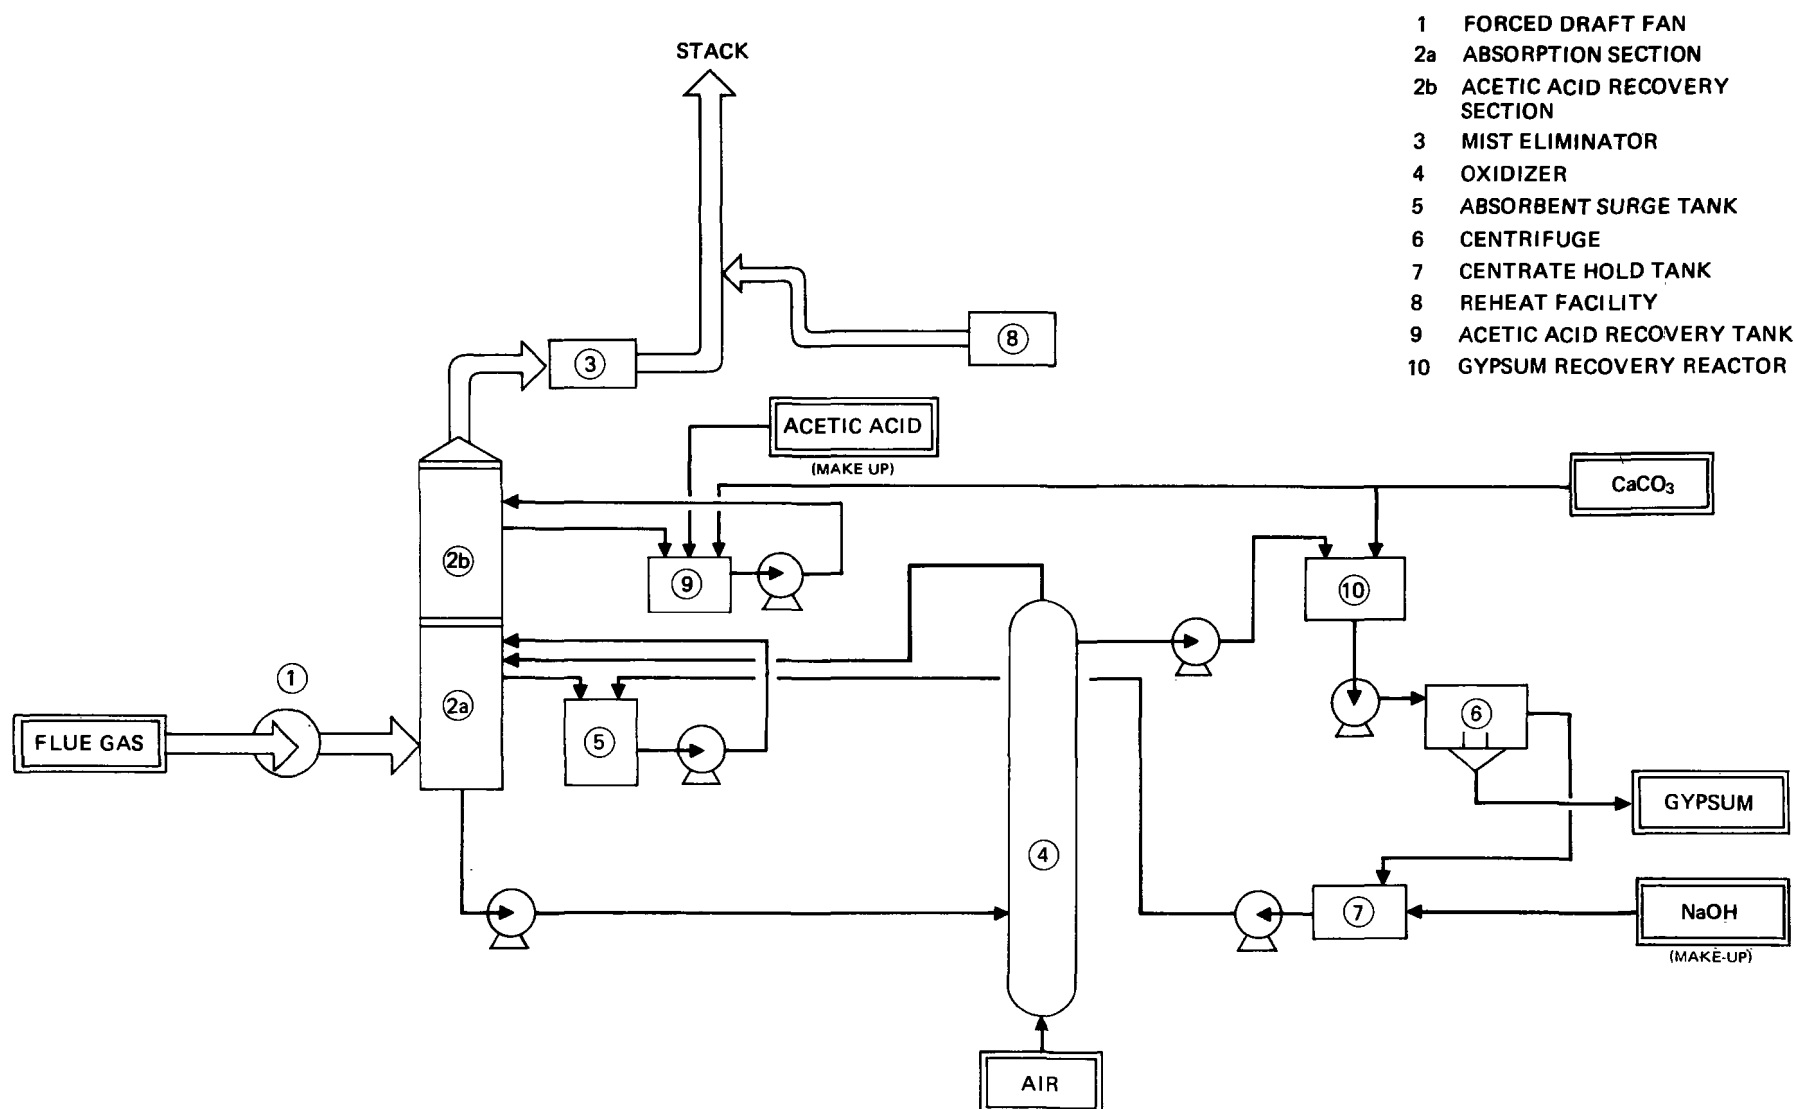 1 FORCED DRAFT FAN
2a ABSORPTION SECTION
2b ACETIC ACID RECOVERY
SECTION
3 MIST ELIMINATOR
4 OXIDIZER
5 ABSORBENT SURGE TANK
6 CENTRIFUGE
7 CENTRATE HOLD TANK
8 REHEAT FACILITY
9 ACETIC ACID RECOVERY TANK
10 GYPSUM RECOVERY REACTOR
STACK
8
3
ACETIC ACID
(MAKE UP)
CaCO₃
2b
9
10
1
2a
FLUE GAS
5
6
GYPSUM
4
7
NaOH
(MAKE-UP)
AIR